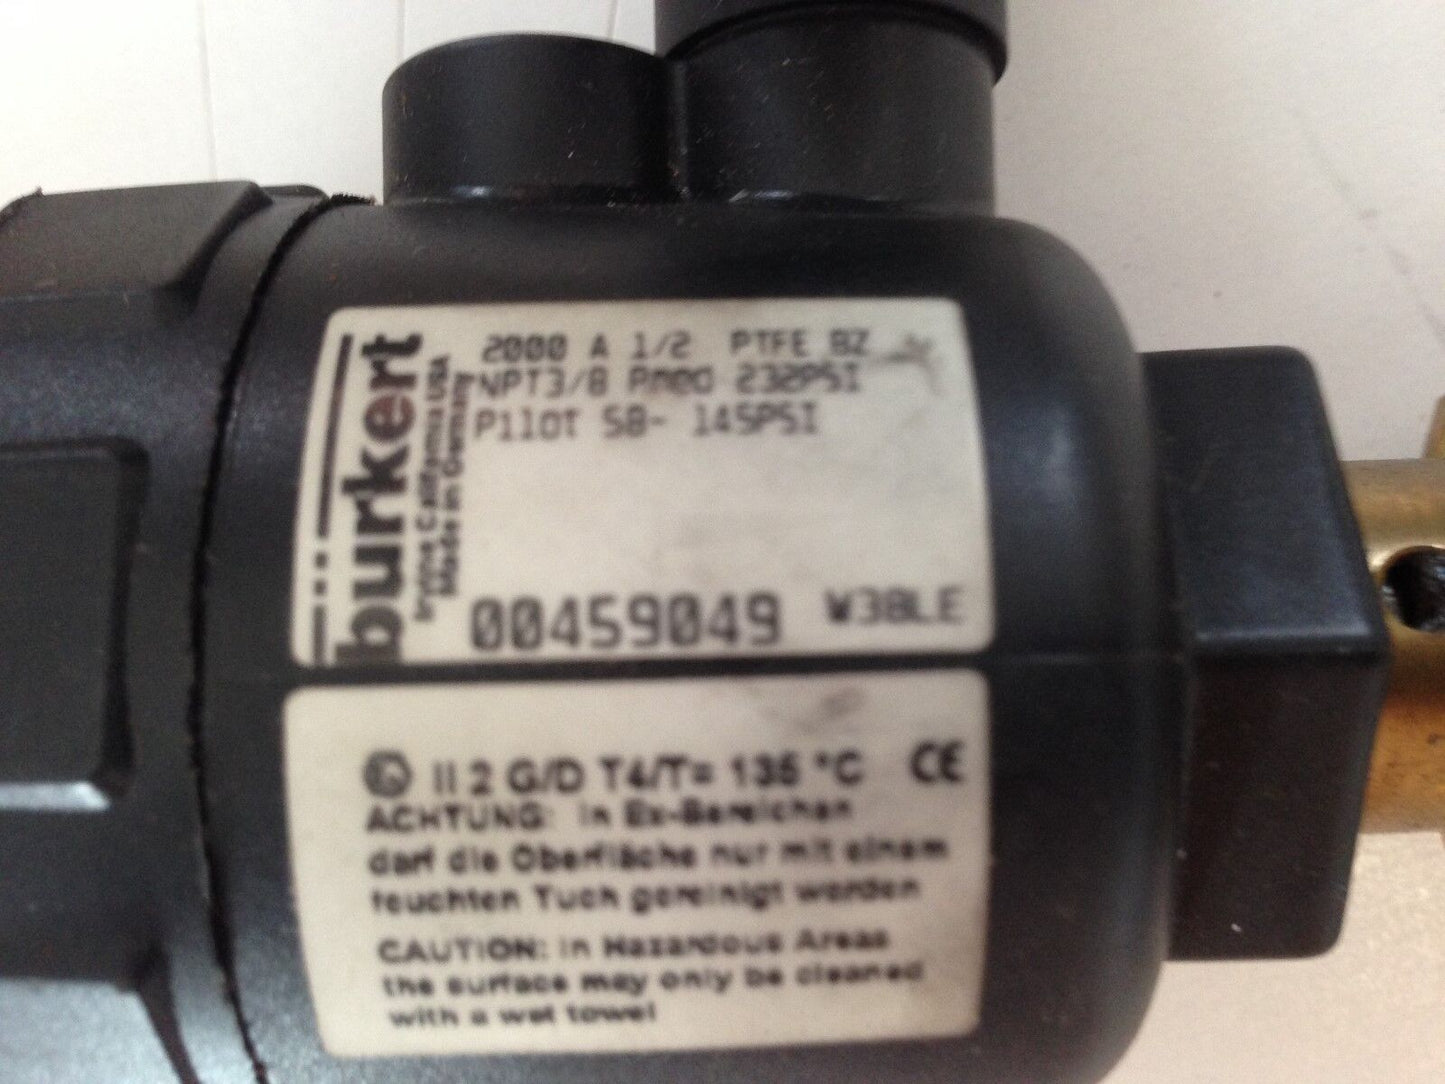 bürkert
Irvine California USA
Made in Germany
2000 A 1/2 PTFE BZ
NPT3/8 Pmed 232PSI
Pilot 58- 145PSI
00459049 W38LE
Ex II 2 G/D T4/T= 135 °C CE
ACHTUNG: in Ex-Bereichen
darf die Oberfläche nur mit einem
feuchten Tuch gereinigt werden
CAUTION: in Hazardous Areas
the surface may only be cleaned
with a wet towel